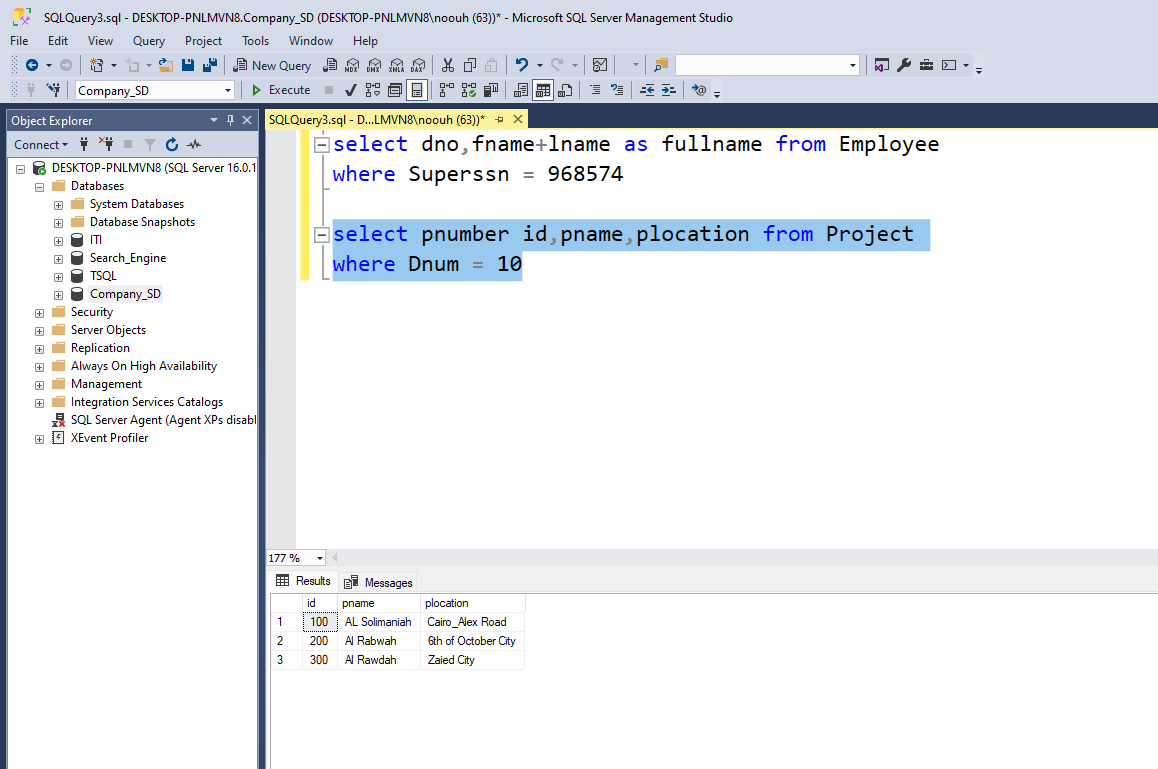 SQLQuery3.sql - DESKTOP-PNLMVN8.Company_SD (DESKTOP-PNLMVN8\noouh (63))* - Microsoft SQL Server Management Studio
File Edit View Query Project Tools Window Help
New Query MDX DMX XMLA DAX
Company_SD Execute
Object Explorer
Connect
DESKTOP-PNLMVN8 (SQL Server 16.0.1
Databases
System Databases
Database Snapshots
ITI
Search_Engine
TSQL
Company_SD
Security
Server Objects
Replication
Always On High Availability
Management
Integration Services Catalogs
SQL Server Agent (Agent XPs disabl
XEvent Profiler
SQLQuery3.sql - D...LMVN8\noouh (63))*
select dno,fname+lname as fullname from Employee
where Superssn = 968574
select pnumber id,pname,plocation from Project
where Dnum = 10
177 %
Results Messages
id pname plocation
1 100 AL Solimaniah Cairo_Alex Road
2 200 Al Rabwah 6th of October City
3 300 Al Rawdah Zaied City